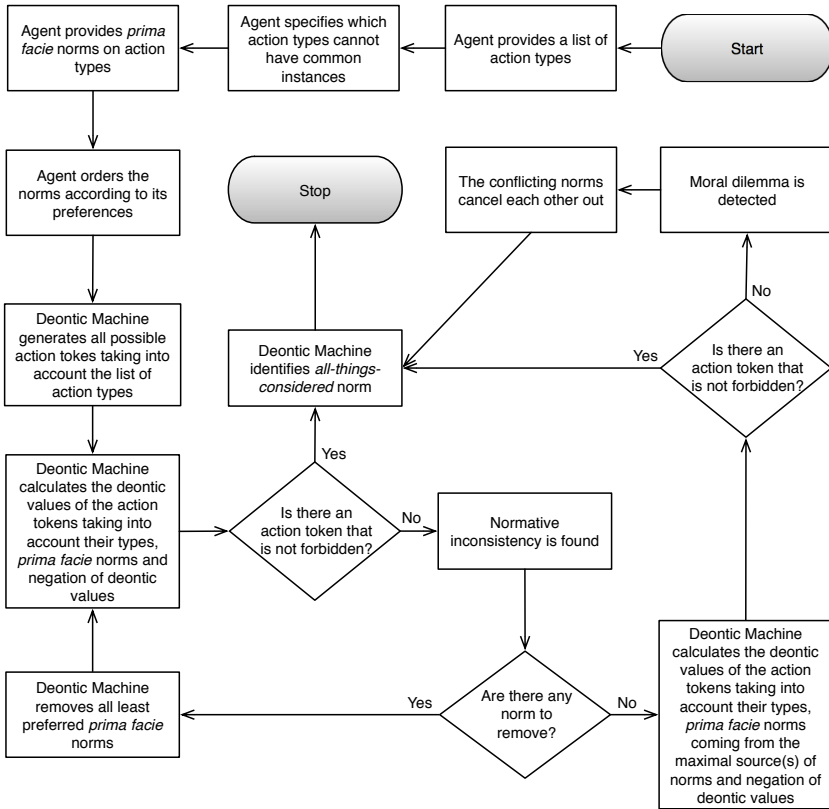 Start
Agent provides a list of
action types
Agent specifies which
action types cannot
have common
instances
Agent provides prima
facie norms on action
types
Agent orders the
norms according to its
preferences
Deontic Machine
generates all possible
action tokes taking into
account the list of
action types
Deontic Machine
calculates the deontic
values of the action
tokens taking into
account their types,
prima facie norms and
negation of deontic
values
Is there an
action token that
is not forbidden?
Yes
Deontic Machine
identifies all-things-
considered norm
Stop
No
Normative
inconsistency is found
Are there any
norm to
remove?
Yes
Deontic Machine
removes all least
preferred prima facie
norms
No
Deontic Machine
calculates the deontic
values of the action
tokens taking into
account their types,
prima facie norms
coming from the
maximal source(s) of
norms and negation of
deontic values
Is there an
action token that
is not forbidden?
Yes
No
Moral dilemma is
detected
The conflicting norms
cancel each other out